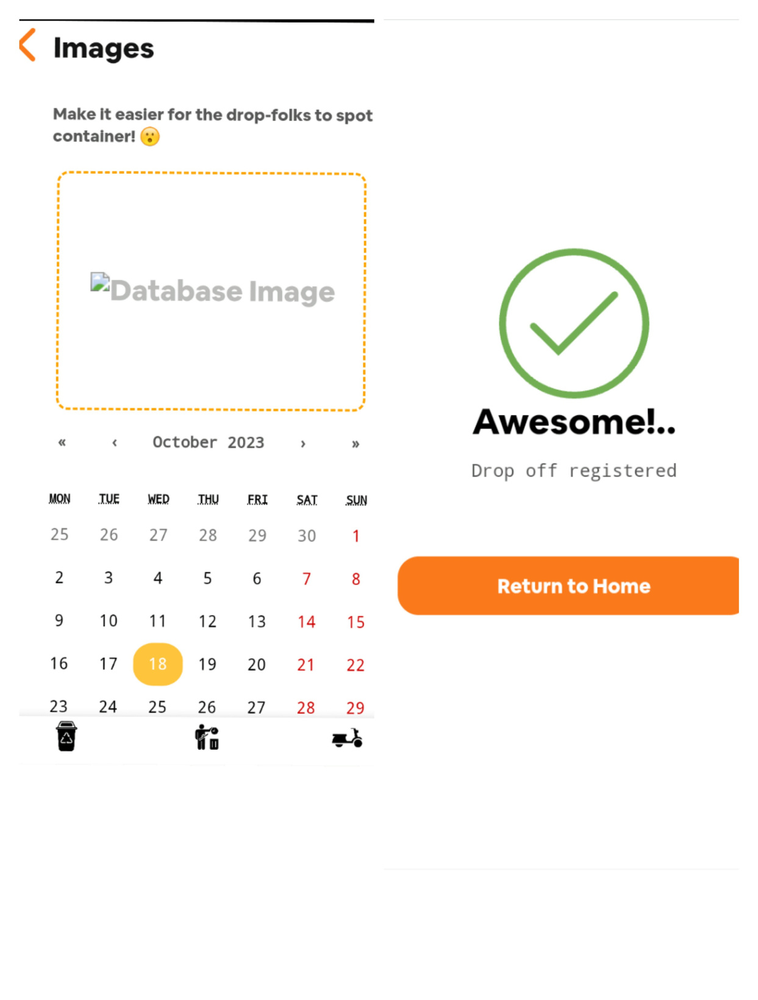 Images
Make it easier for the drop-folks to spot
container! 😮
Database Image
« ‹ October 2023 › »
MON TUE WED THU FRI SAT SUN
25 26 27 28 29 30 1
2 3 4 5 6 7 8
9 10 11 12 13 14 15
16 17 18 19 20 21 22
23 24 25 26 27 28 29
Awesome!..
Drop off registered
Return to Home